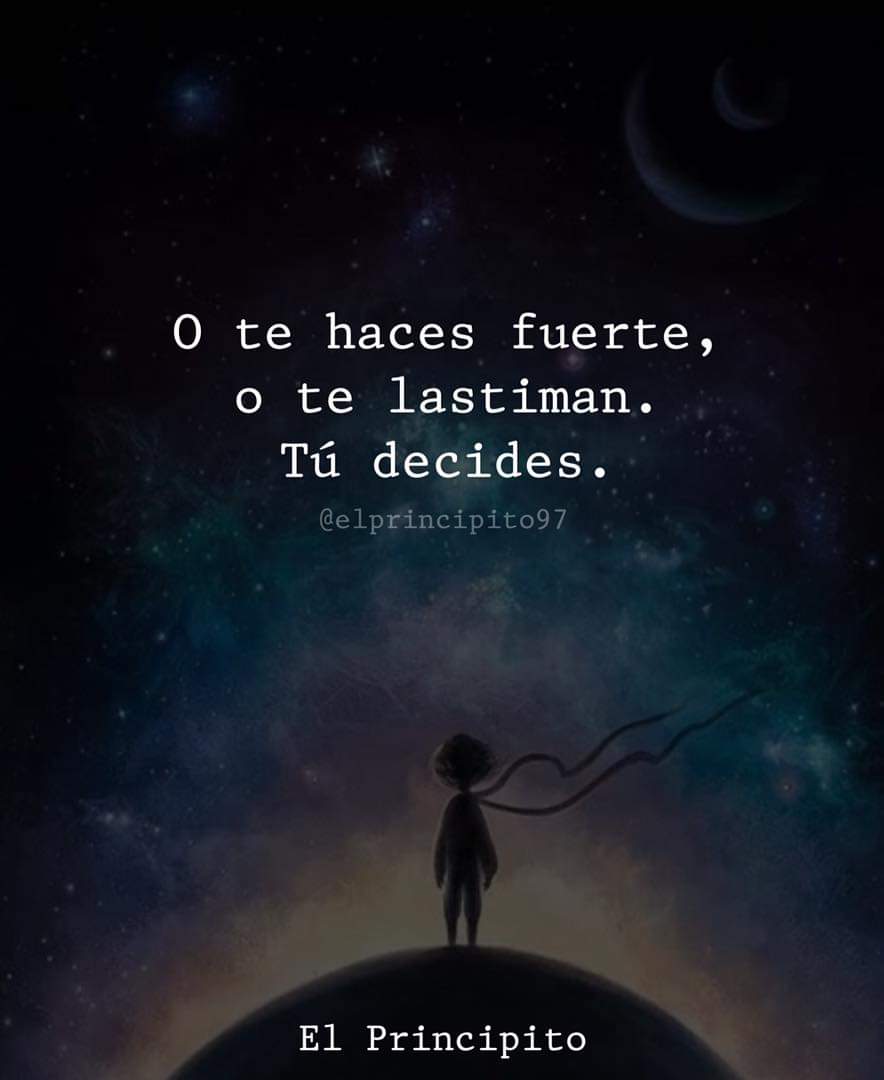 O te haces fuerte,
o te lastiman.
Tú decides.
@elprincipito97
El Principito